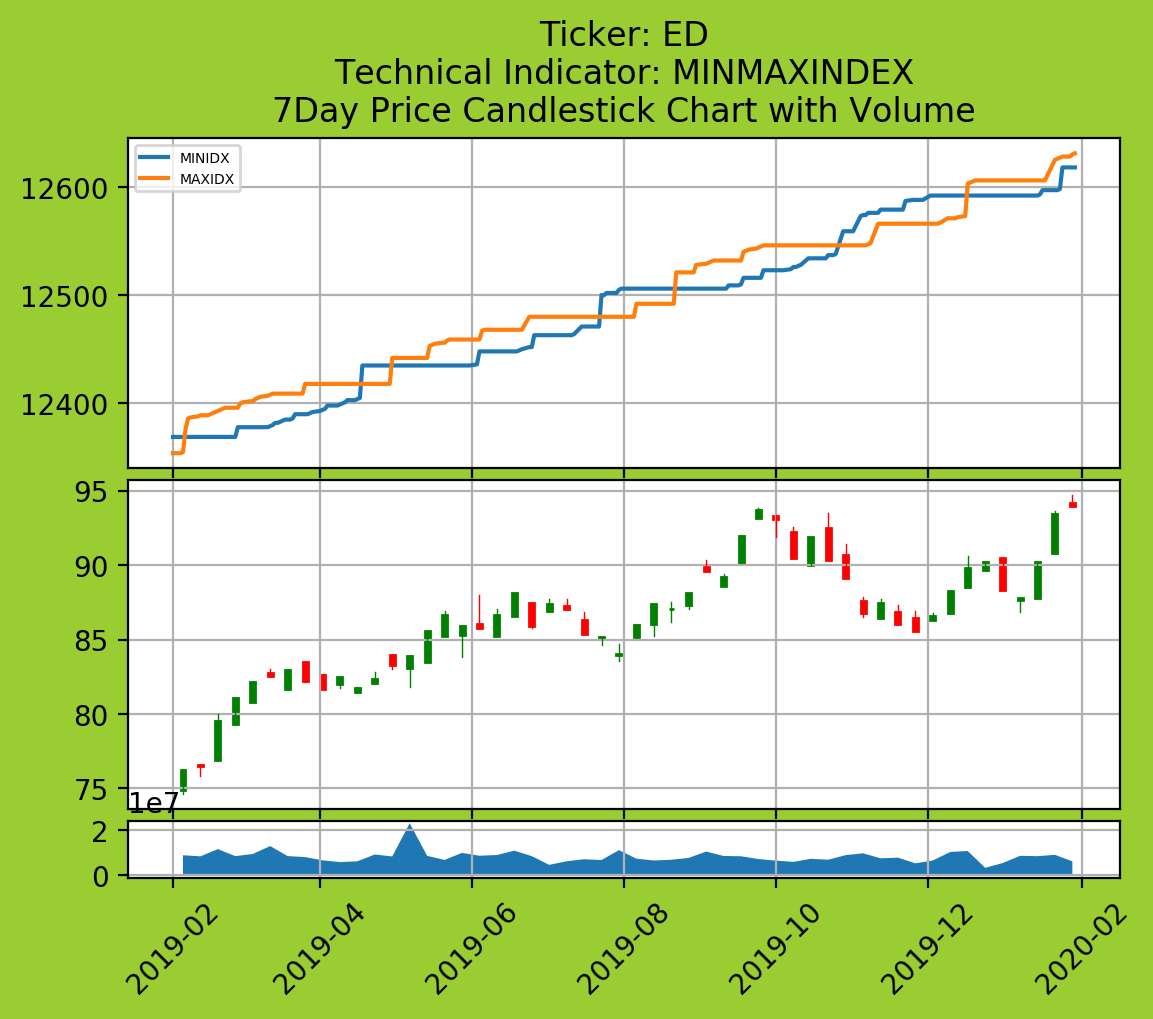 Ticker: ED
Technical Indicator: MINMAXINDEX
7Day Price Candlestick Chart with Volume
MINIDX
MAXIDX
12600
12500
12400
95
90
85
80
75
1e7
2
0
2019-02
2019-04
2019-06
2019-08
2019-10
2019-12
2020-02